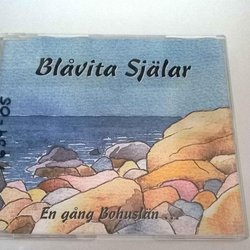 Blåvita Själar
En gång Bohuslän ...